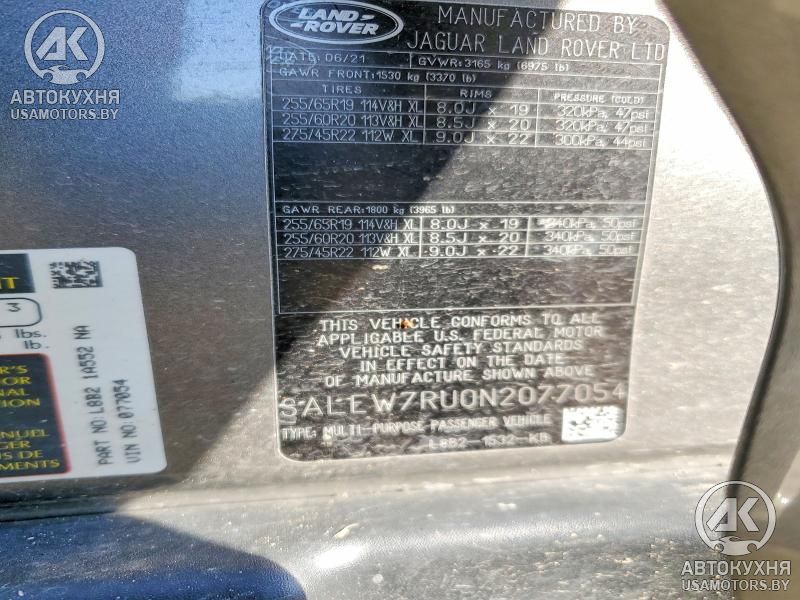 LAND
ROVER
MANUFACTURED BY
JAGUAR LAND ROVER LTD
DATE: 06/21 GVWR: 3165 kg (6975 lb)
GAWR FRONT: 1530 kg (3370 lb)
TIRES RIMS PRESSURE (COLD)
255/65R19 114V&H XL 8.0J x 19 320kPa, 47psi
255/60R20 113V&H XL 8.5J x 20 320kPa, 47psi
275/45R22 112W XL 9.0J x 22 300kPa, 44psi
GAWR REAR: 1800 kg (3965 lb)
255/65R19 114V&H XL 8.0J x 19 340kPa, 50psi
255/60R20 113V&H XL 8.5J x 20 340kPa, 50psi
275/45R22 112W XL 9.0J x 22 340kPa, 50psi
THIS VEHICLE CONFORMS TO ALL
APPLICABLE U.S. FEDERAL MOTOR
VEHICLE SAFETY STANDARDS
IN EFFECT ON THE DATE
OF MANUFACTURE SHOWN ABOVE
SALEW7RU0N2077054
TYPE: MULTI-PURPOSE PASSENGER VEHICLE
L8B2-1532-KB
3
lbs.
lb.
PART NO: L8B2 1A552 NA
VIN NO: 077054
АК
АВТОКУХНЯ
USAMOTORS.BY
АК
АВТОКУХНЯ
USAMOTORS.BY